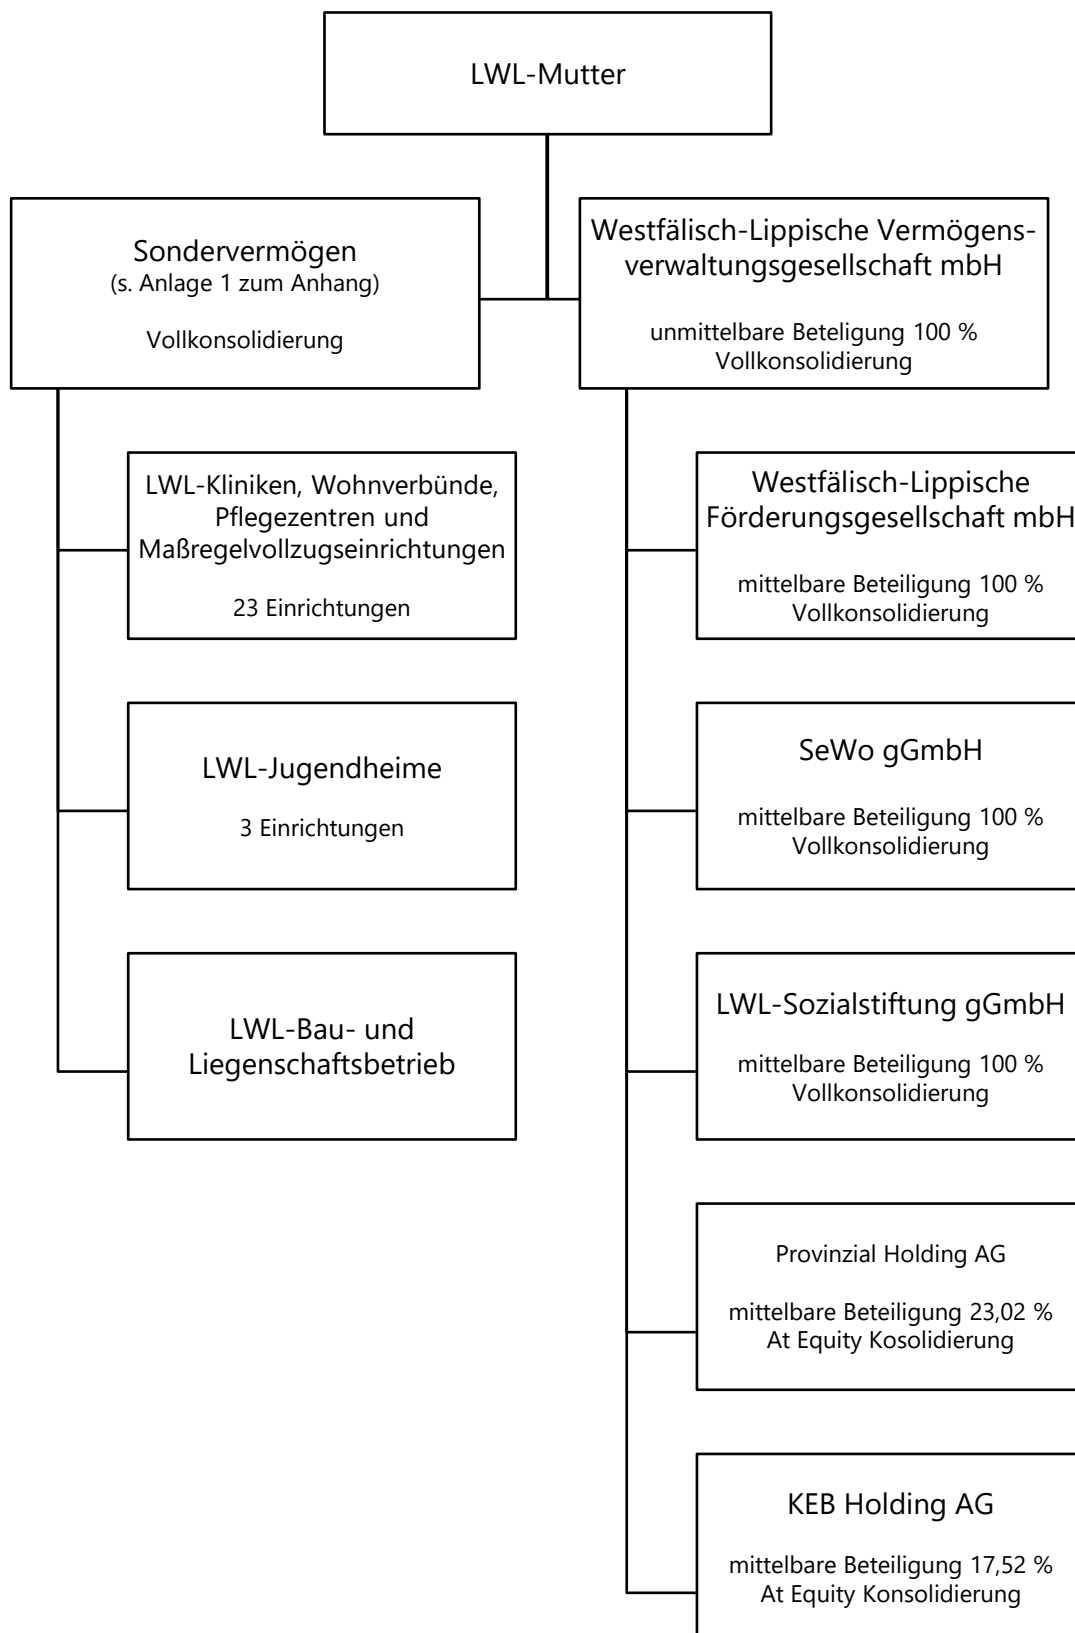 LWL-Mutter
Sondervermögen
(s. Anlage 1 zum Anhang)
Vollkonsolidierung
LWL-Kliniken, Wohnverbünde,
Pflegezentren und
Maßregelvollzugseinrichtungen
23 Einrichtungen
LWL-Jugendheime
3 Einrichtungen
LWL-Bau- und
Liegenschaftsbetrieb
Westfälisch-Lippische Vermögens-
verwaltungsgesellschaft mbH
unmittelbare Beteligung 100 %
Vollkonsolidierung
Westfälisch-Lippische
Förderungsgesellschaft mbH
mittelbare Beteiligung 100 %
Vollkonsolidierung
SeWo gGmbH
mittelbare Beteiligung 100 %
Vollkonsolidierung
LWL-Sozialstiftung gGmbH
mittelbare Beteiligung 100 %
Vollkonsolidierung
Provinzial Holding AG
mittelbare Beteiligung 23,02 %
At Equity Kosolidierung
KEB Holding AG
mittelbare Beteiligung 17,52 %
At Equity Konsolidierung